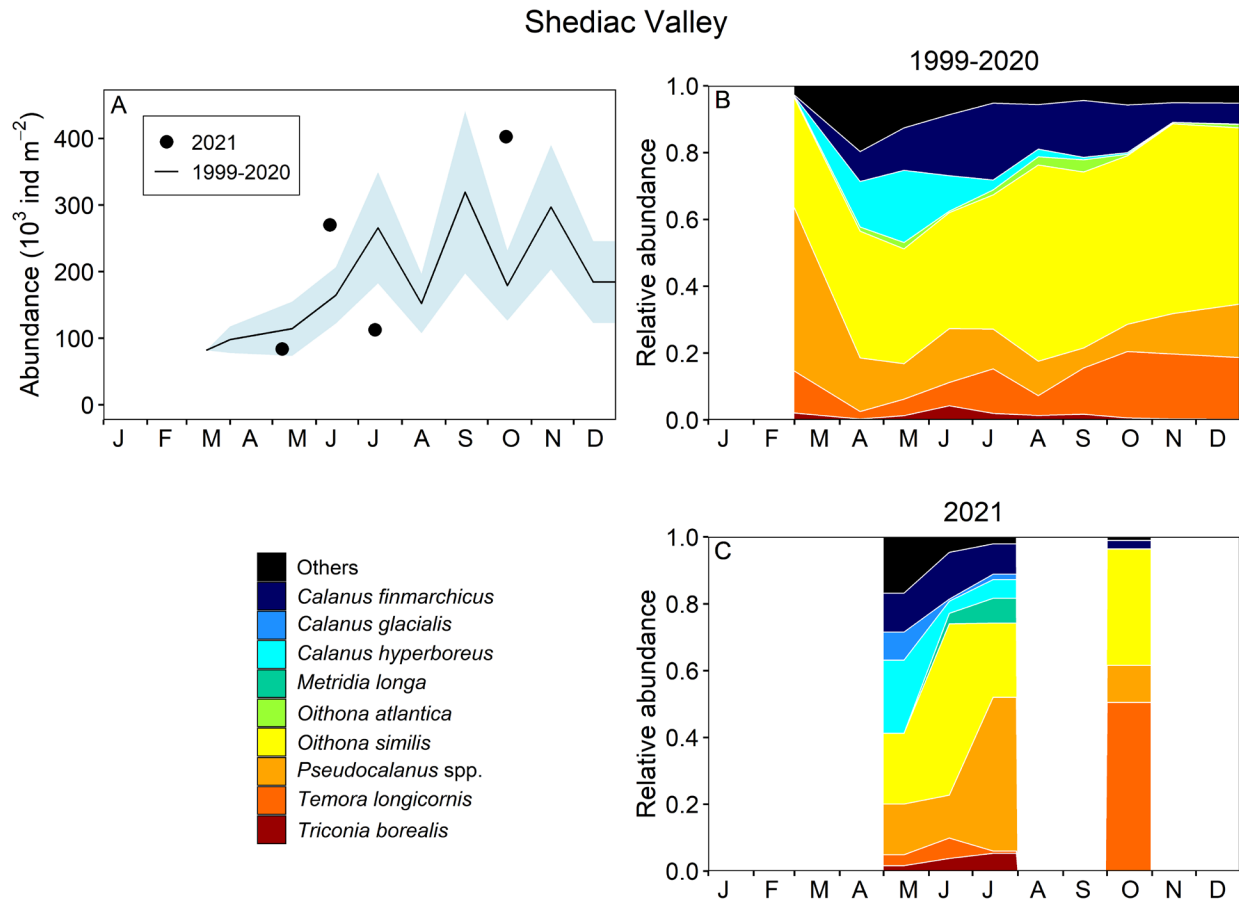 Shediac Valley
A
2021
1999-2020
Abundance (10³ ind m⁻²)
400
300
200
100
0
J F M A M J J A S O N D
1999-2020
B
Relative abundance
1.0
0.8
0.6
0.4
0.2
0.0
J F M A M J J A S O N D
Others
Calanus finmarchicus
Calanus glacialis
Calanus hyperboreus
Metridia longa
Oithona atlantica
Oithona similis
Pseudocalanus spp.
Temora longicornis
Triconia borealis
2021
C
Relative abundance
1.0
0.8
0.6
0.4
0.2
0.0
J F M A M J J A S O N D